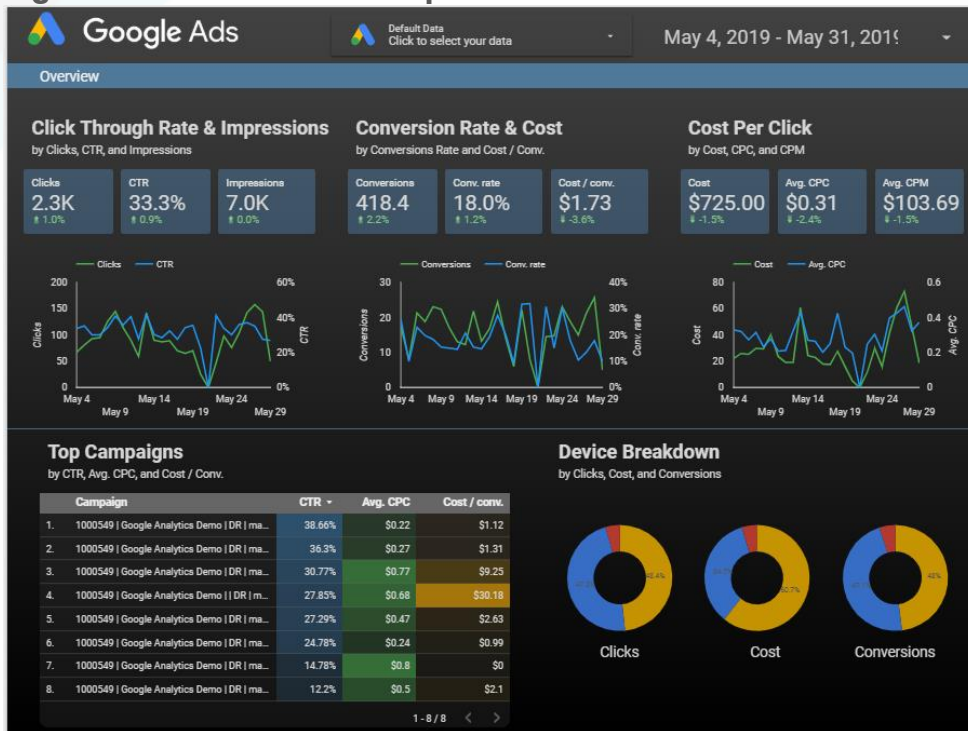 Google Ads
Default Data
Click to select your data
May 4, 2019 - May 31, 2019
Overview
Click Through Rate & Impressions
by Clicks, CTR, and Impressions
Conversion Rate & Cost
by Conversions Rate and Cost / Conv.
Cost Per Click
by Cost, CPC, and CPM
Clicks
2.3K
1.0%
CTR
33.3%
0.9%
Impressions
7.0K
0.0%
Conversions
418.4
2.2%
Conv. rate
18.0%
1.2%
Cost / conv.
$1.73
-3.6%
Cost
$725.00
-1.5%
Avg. CPC
$0.31
-2.4%
Avg. CPM
$103.69
-1.5%
Clicks CTR
200
150
100
50
0
Clicks
60%
40%
20%
0%
CTR
May 4 May 14 May 24
May 9 May 19 May 29
Conversions Conv. rate
30
20
10
0
Conversions
40%
30%
20%
10%
0%
Conv. rate
May 4 May 9 May 14 May 19 May 24 May 29
Cost Avg. CPC
80
60
40
20
0
Cost
0.6
0.4
0.2
0
Avg. CPC
May 4 May 14 May 24
May 9 May 19 May 29
Top Campaigns
by CTR, Avg. CPC, and Cost / Conv.
Campaign CTR Avg. CPC Cost / conv.
1. 1000549 | Google Analytics Demo | DR | ma... 38.66% $0.22 $1.12
2. 1000549 | Google Analytics Demo | DR | ma... 36.3% $0.27 $1.31
3. 1000549 | Google Analytics Demo | DR | ma... 30.77% $0.77 $9.25
4. 1000549 | Google Analytics Demo | | DR | m... 27.85% $0.68 $30.18
5. 1000549 | Google Analytics Demo | DR | ma... 27.29% $0.47 $2.63
6. 1000549 | Google Analytics Demo | DR | ma... 24.78% $0.24 $0.99
7. 1000549 | Google Analytics Demo | DR | ma... 14.78% $0.8 $0
8. 1000549 | Google Analytics Demo | DR | ma... 12.2% $0.5 $2.1
1 - 8 / 8
Device Breakdown
by Clicks, Cost, and Conversions
48.4%
60.7%
48%
Clicks
Cost
Conversions